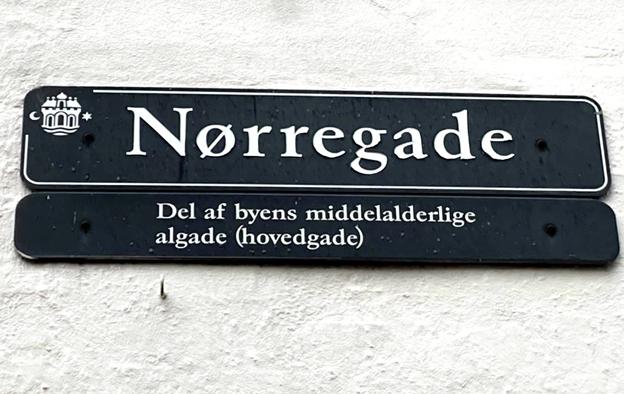 Nørregade
Del af byens middelalderlige
algade (hovedgade)